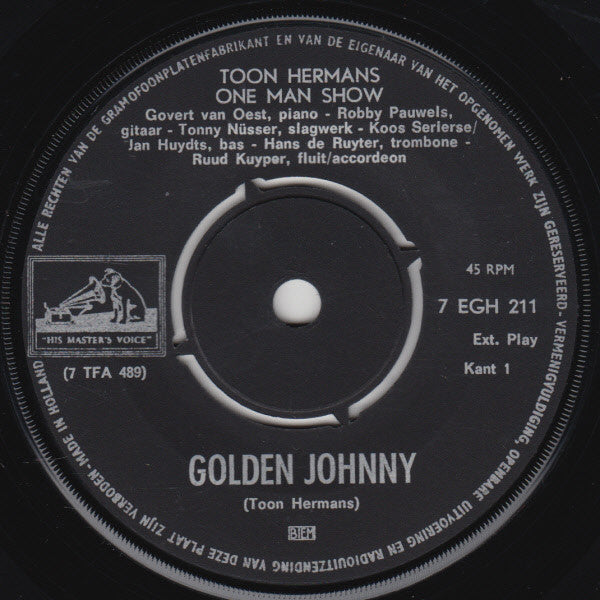 ALLE RECHTEN VAN DE GRAMOFOONPLATENFABRIKANT EN VAN DE EIGENAAR VAN HET OPGENOMEN WERK ZIJN GERESERVEERD - VERMENIGVULDIGING, OPENBARE UITVOERING EN RADIOUITZENDING VAN DEZE PLAAT ZIJN VERBODEN - MADE IN HOLLAND
TOON HERMANS
ONE MAN SHOW
Govert van Oest, piano - Robby Pauwels,
gitaar - Tonny Nüsser, slagwerk - Koos Serierse/
Jan Huydts, bas - Hans de Ruyter, trombone -
Ruud Kuyper, fluit/accordeon
"HIS MASTER'S VOICE"
(7 TFA 489)
45 RPM
7 EGH 211
Ext. Play
Kant 1
GOLDEN JOHNNY
(Toon Hermans)
BIEM